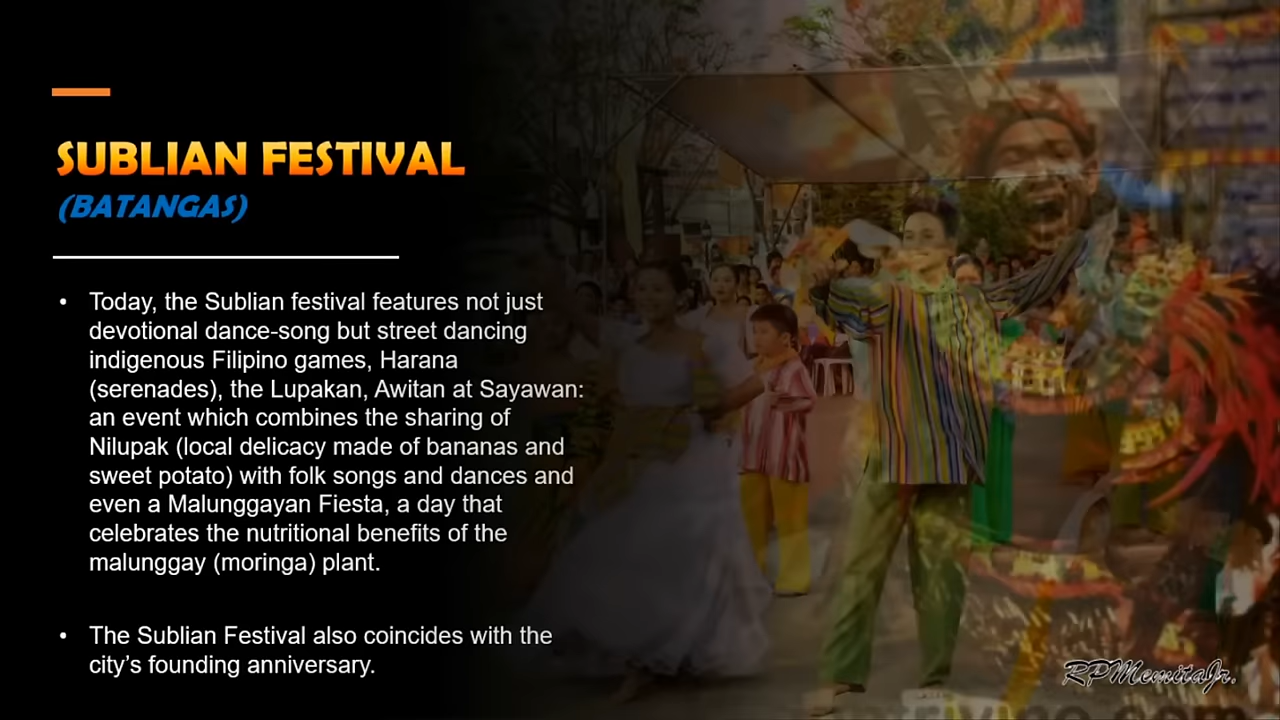 SUBLIAN FESTIVAL
(BATANGAS)
• Today, the Sublian festival features not just
devotional dance-song but street dancing
indigenous Filipino games, Harana
(serenades), the Lupakan, Awitan at Sayawan:
an event which combines the sharing of
Nilupak (local delicacy made of bananas and
sweet potato) with folk songs and dances and
even a Malunggayan Fiesta, a day that
celebrates the nutritional benefits of the
malunggay (moringa) plant.
• The Sublian Festival also coincides with the
city's founding anniversary.
RPMemitaJr.